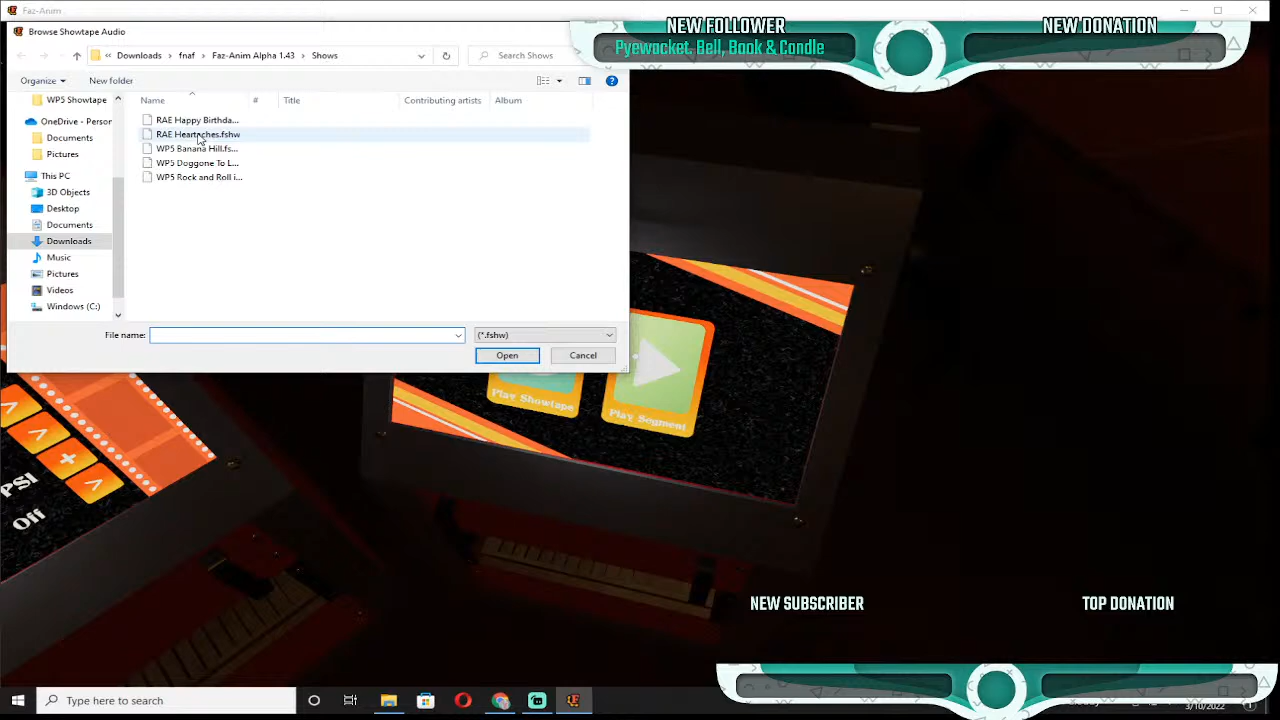 Faz-Anim
Browse Showtape Audio
Downloads
fnaf
Faz-Anim Alpha 1.43
Shows
Search Shows
Organize
New folder
WP5 Showtape
OneDrive - Person
Documents
Pictures
This PC
3D Objects
Desktop
Documents
Downloads
Music
Pictures
Videos
Windows (C:)
Name
#
Title
Contributing artists
Album
RAE Happy Birthda...
RAE Heartaches.fshw
WP5 Banana Hill.fs...
WP5 Doggone To L...
WP5 Rock and Roll i...
File name:
(*.fshw)
Open
Cancel
NEW FOLLOWER
Pyewacket. Bell, Book & Candle
NEW DONATION
Play Showtape
Play Segment
PSI
Off
NEW SUBSCRIBER
TOP DONATION
Type here to search
3/10/2022